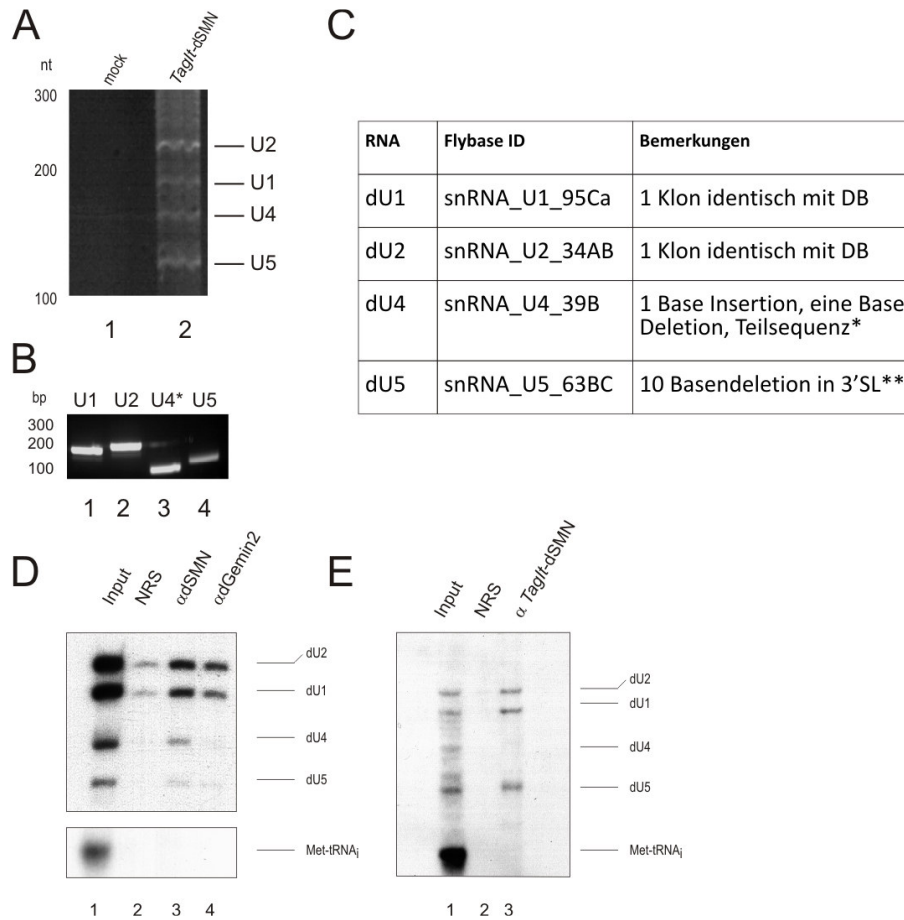 A
nt
mock
TagIt-dSMN
300
200
100
U2
U1
U4
U5
1 2
B
bp
U1 U2 U4* U5
300
200
100
1 2 3 4
C
RNA Flybase ID Bemerkungen
dU1 snRNA_U1_95Ca 1 Klon identisch mit DB
dU2 snRNA_U2_34AB 1 Klon identisch mit DB
dU4 snRNA_U4_39B 1 Base Insertion, eine Base
Deletion, Teilsequenz*
dU5 snRNA_U5_63BC 10 Basendeletion in 3'SL**
D
Input
NRS
αdSMN
αdGemin2
dU2
dU1
dU4
dU5
Met-tRNAi
1 2 3 4
E
Input
NRS
α TagIt-dSMN
dU2
dU1
dU4
dU5
Met-tRNAi
1 2 3